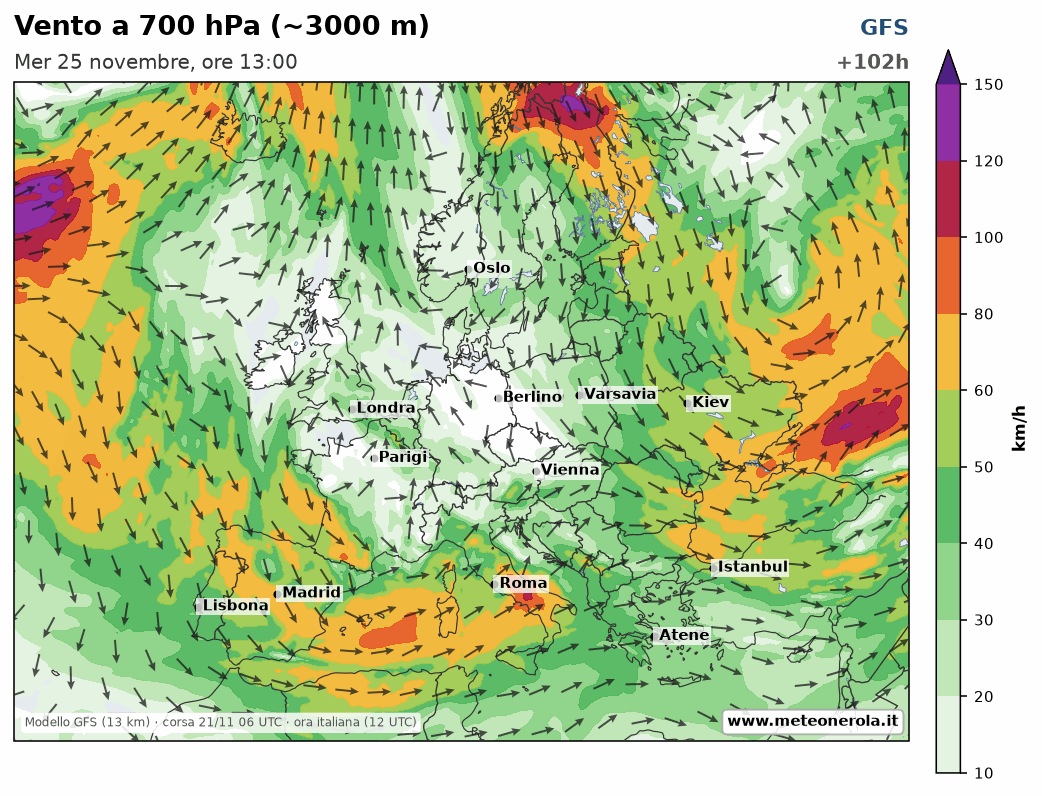 Vento a 700 hPa (~3000 m)
GFS
Mer 25 novembre, ore 13:00
+102h
150
120
100
80
60
50
40
30
20
10
km/h
Oslo
Berlino
Varsavia
Kiev
Londra
Parigi
Vienna
Istanbul
Roma
Madrid
Lisbona
Atene
Modello GFS (13 km) · corsa 21/11 06 UTC · ora italiana (12 UTC)
www.meteonerola.it